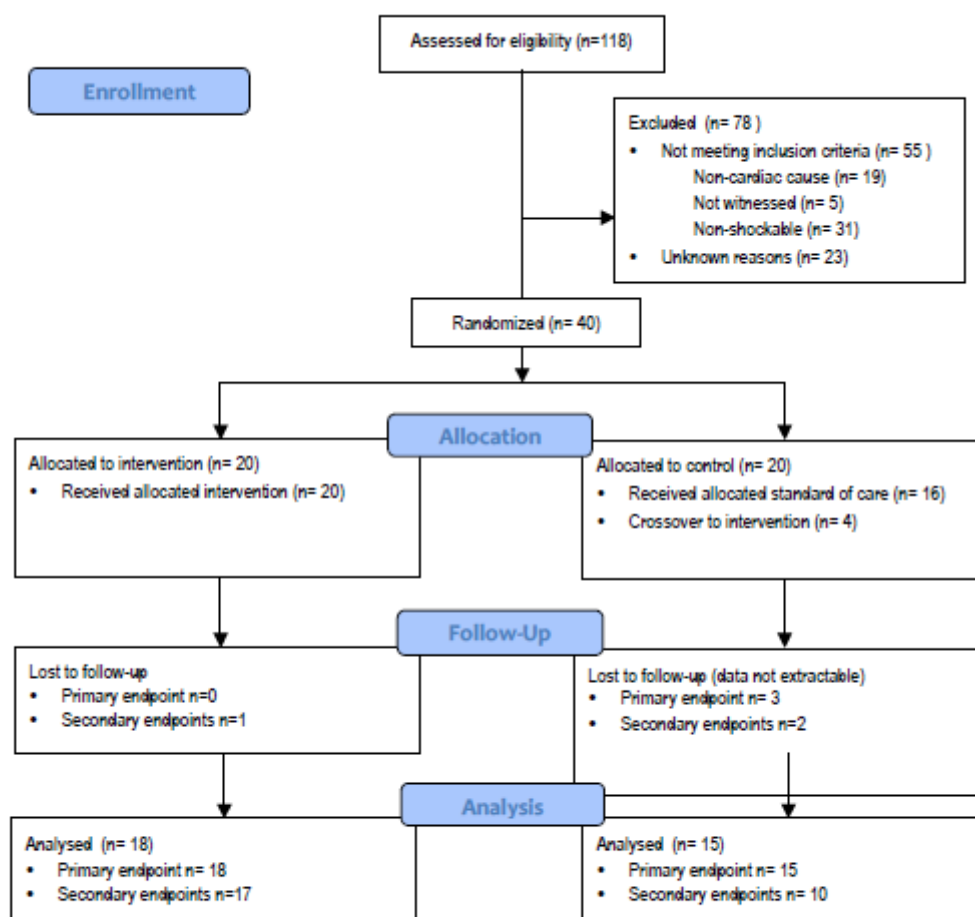 Assessed for eligibility (n=118)
Enrollment
Excluded (n= 78 )
• Not meeting inclusion criteria (n= 55 )
Non-cardiac cause (n= 19)
Not witnessed (n= 5)
Non-shockable (n= 31)
• Unknown reasons (n= 23)
Randomized (n= 40)
Allocation
Allocated to intervention (n= 20)
• Received allocated intervention (n= 20)
Allocated to control (n= 20)
• Received allocated standard of care (n= 16)
• Crossover to intervention (n= 4)
Follow-Up
Lost to follow-up
• Primary endpoint n=0
• Secondary endpoints n=1
Lost to follow-up (data not extractable)
• Primary endpoint n= 3
• Secondary endpoints n=2
Analysis
Analysed (n= 18)
• Primary endpoint n= 18
• Secondary endpoints n=17
Analysed (n= 15)
• Primary endpoint n= 15
• Secondary endpoints n= 10